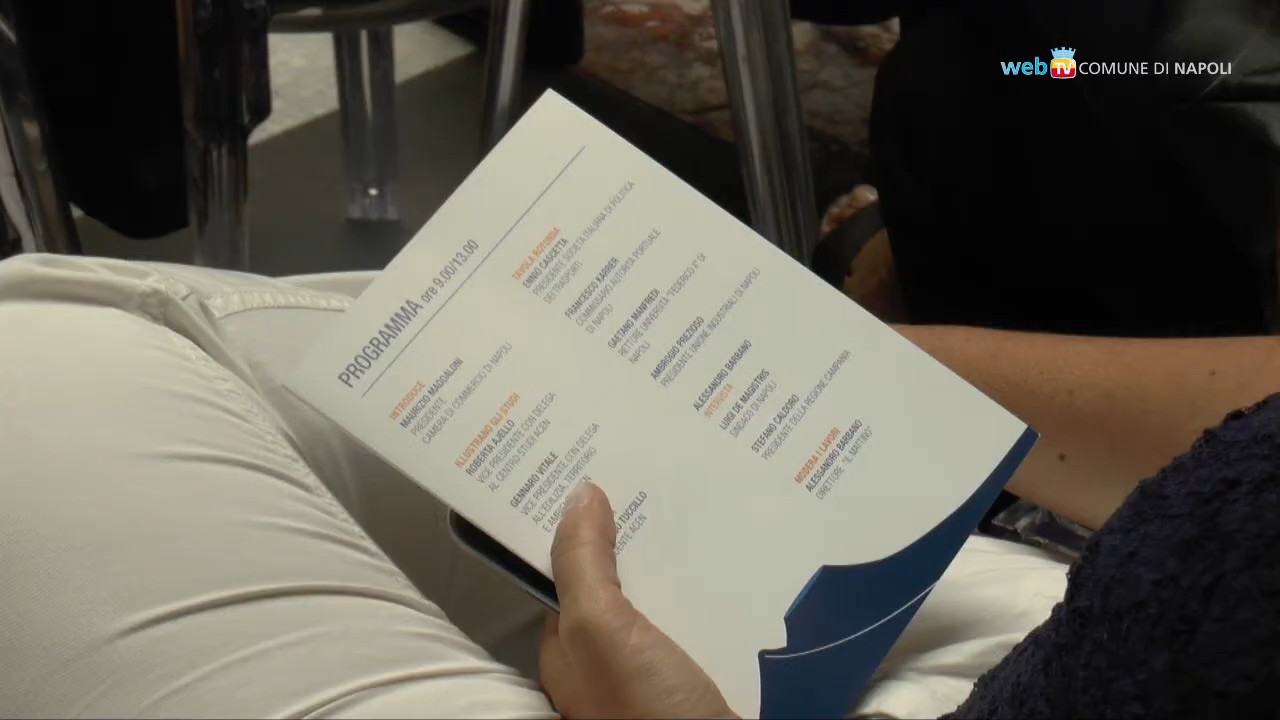 web TV COMUNE DI NAPOLI
PROGRAMMA ore 9.00/13.00
INTRODUCE
MAURIZIO MADDALONI
PRESIDENTE
CAMERA DI COMMERCIO DI NAPOLI
ILLUSTRANO GLI STUDI
ROBERTA AJELLO
VICE PRESIDENTE CON DELEGA
AL CENTRO STUDI ACEN
GENNARO VITALE
VICE PRESIDENTE CON DELEGA
ALL'EDILIZIA, TERRITORIO
E
TUCCILLO
ACEN
TAVOLA ROTONDA
ENNIO CASCETTA
PRESIDENTE SOCIETÀ ITALIANA DI POLITICA
DEI TRASPORTI
FRANCESCO KARRER
COMMISSARIO AUTORITÀ PORTUALE
DI NAPOLI
GAETANO MANFREDI
RETTORE UNIVERSITÀ "FEDERICO II" DI
NAPOLI
AMBROGIO PREZIOSO
PRESIDENTE UNIONE INDUSTRIALI DI NAPOLI
ALESSANDRO BARBANO
INTERVISTA
LUIGI DE MAGISTRIS
SINDACO DI NAPOLI
STEFANO CALDORO
PRESIDENTE DELLA REGIONE CAMPANIA
MODERA I LAVORI
ALESSANDRO BARBANO
DIRETTORE "IL MATTINO"